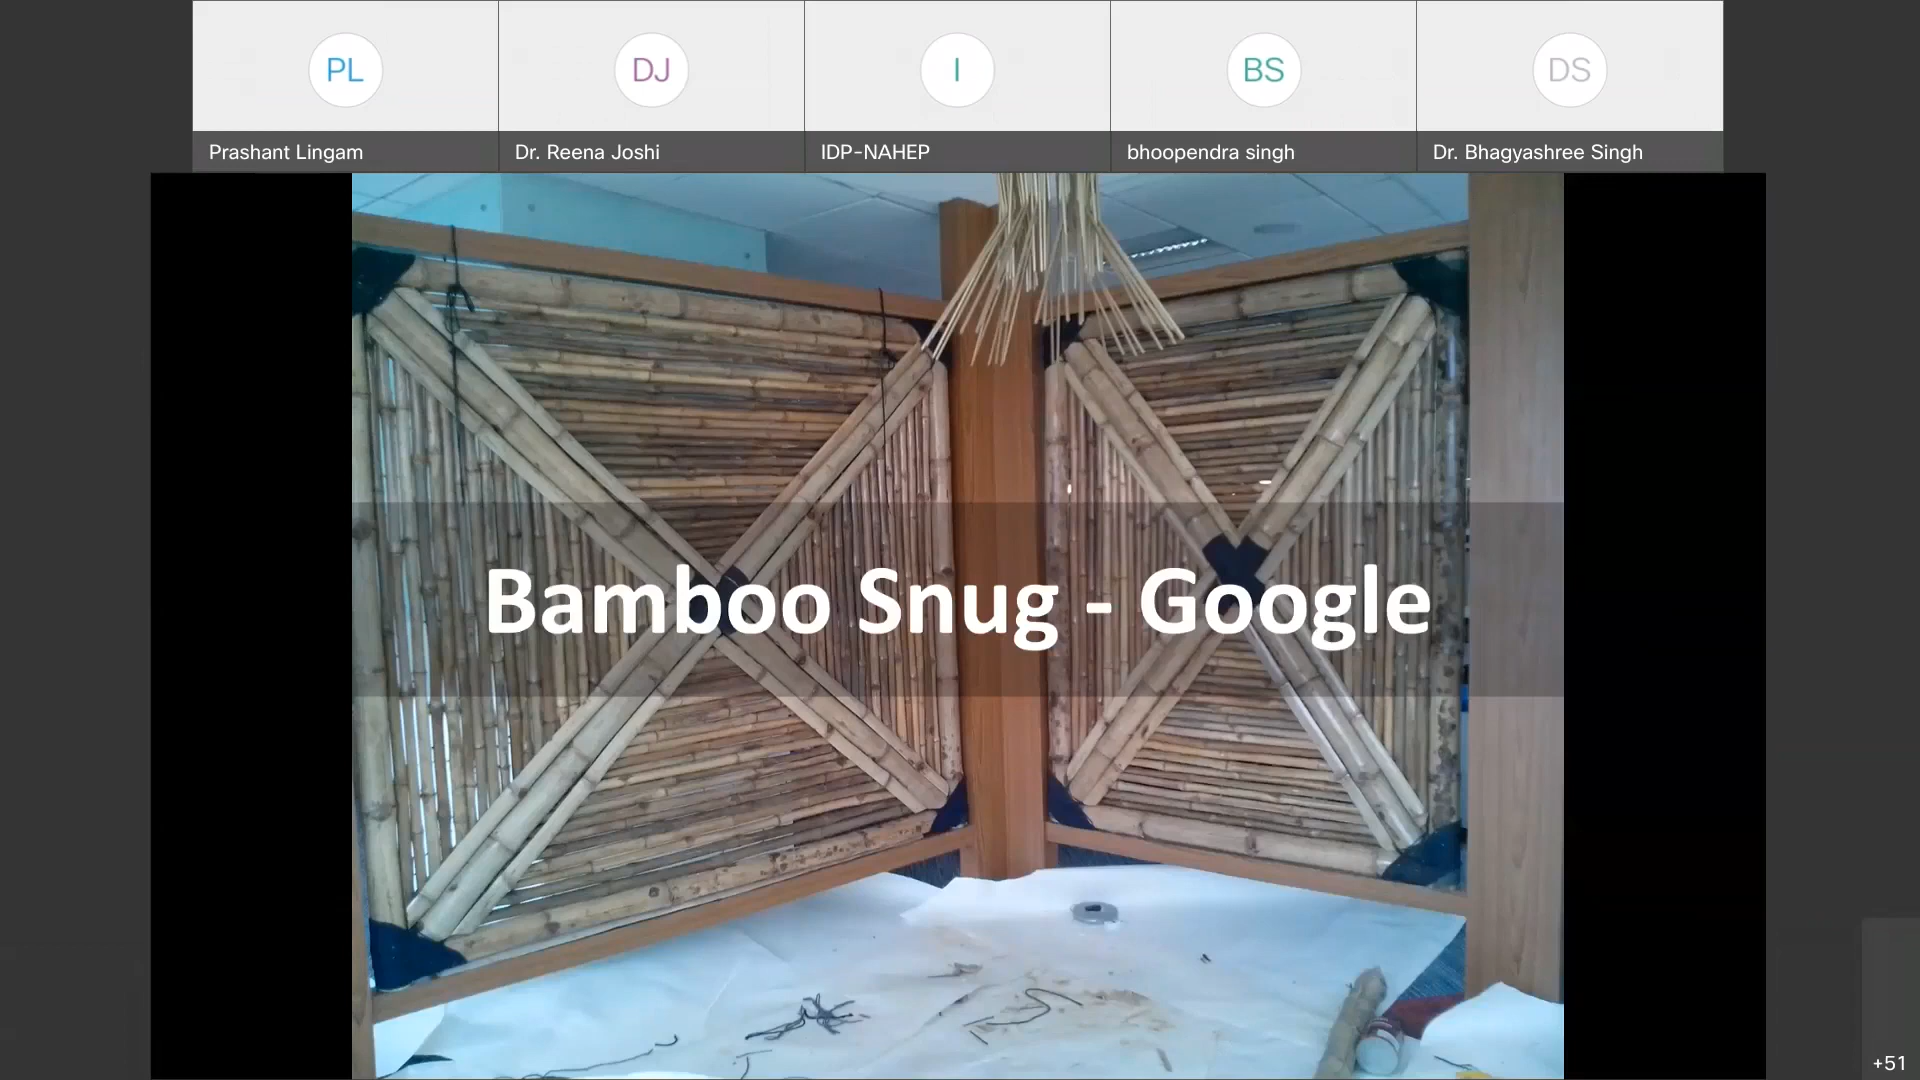 PL
DJ
I
BS
DS
Prashant Lingam
Dr. Reena Joshi
IDP-NAHEP
bhoopendra singh
Dr. Bhagyashree Singh
Bamboo Snug - Google
+51